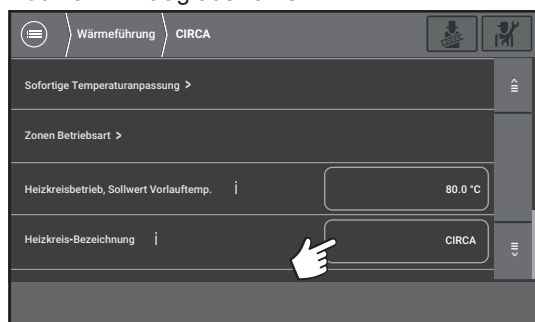 Wärmeführung CIRCA
Sofortige Temperaturanpassung >
Zonen Betriebsart >
Heizkreisbetrieb, Sollwert Vorlauftemp. i 80.0 °C
Heizkreis-Bezeichnung i CIRCA